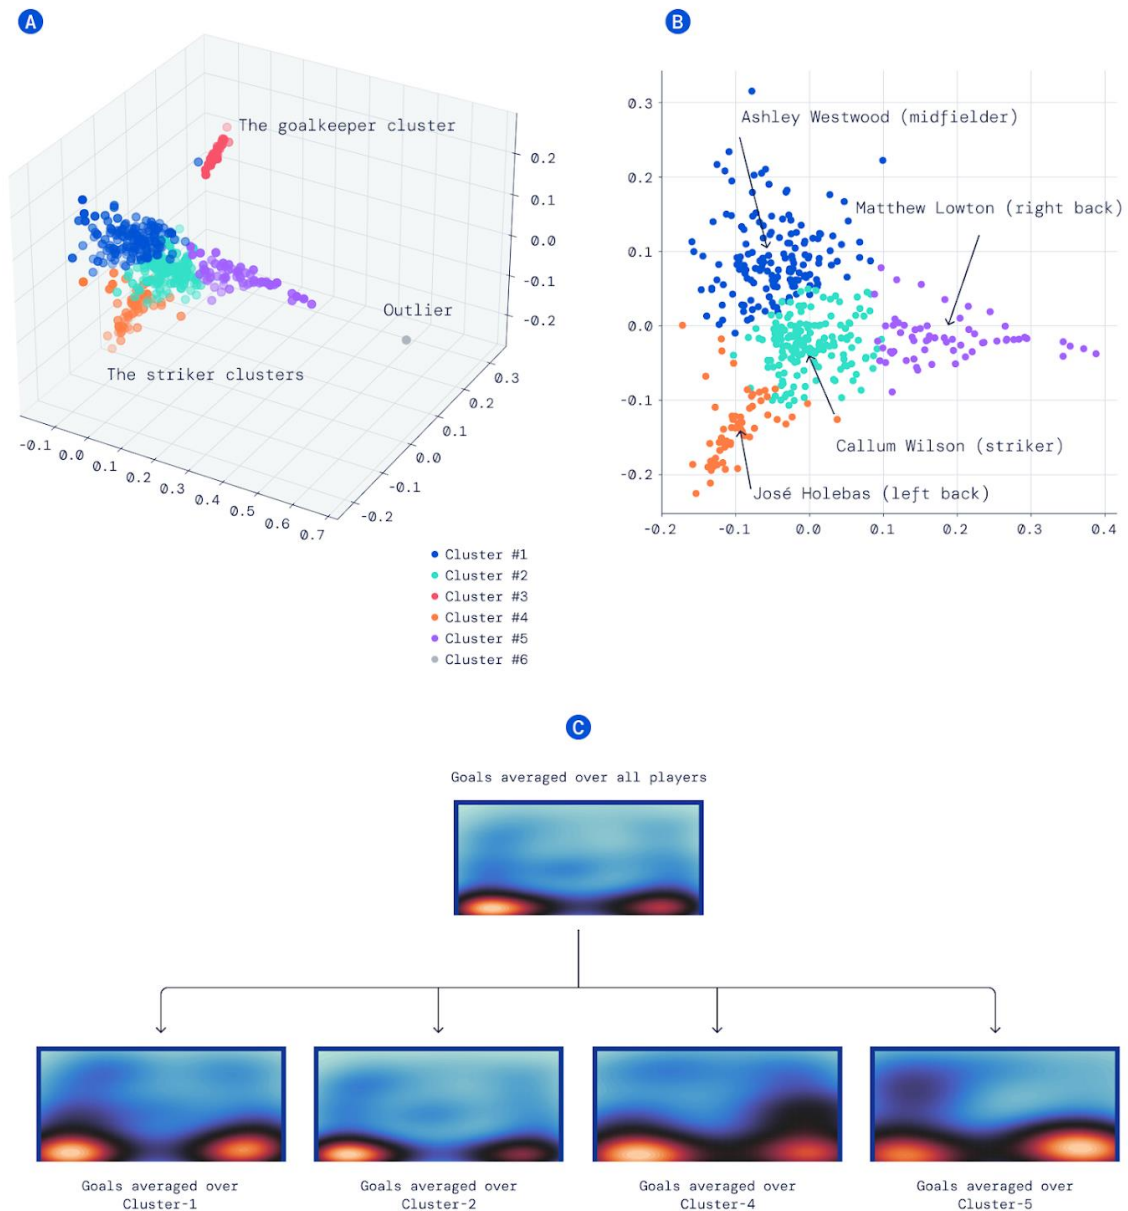 A
The goalkeeper cluster
Outlier
The striker clusters
0.2
0.1
0.0
-0.1
-0.2
0.3
0.2
0.1
0.0
-0.1
-0.2
-0.1
0.0
0.1
0.2
0.3
0.4
0.5
0.6
0.7
Cluster #1
Cluster #2
Cluster #3
Cluster #4
Cluster #5
Cluster #6
B
0.3
0.2
0.1
0.0
-0.1
-0.2
Ashley Westwood (midfielder)
Matthew Lowton (right back)
Callum Wilson (striker)
José Holebas (left back)
-0.2
-0.1
0.0
0.1
0.2
0.3
0.4
C
Goals averaged over all players
Goals averaged over
Cluster-1
Goals averaged over
Cluster-2
Goals averaged over
Cluster-4
Goals averaged over
Cluster-5